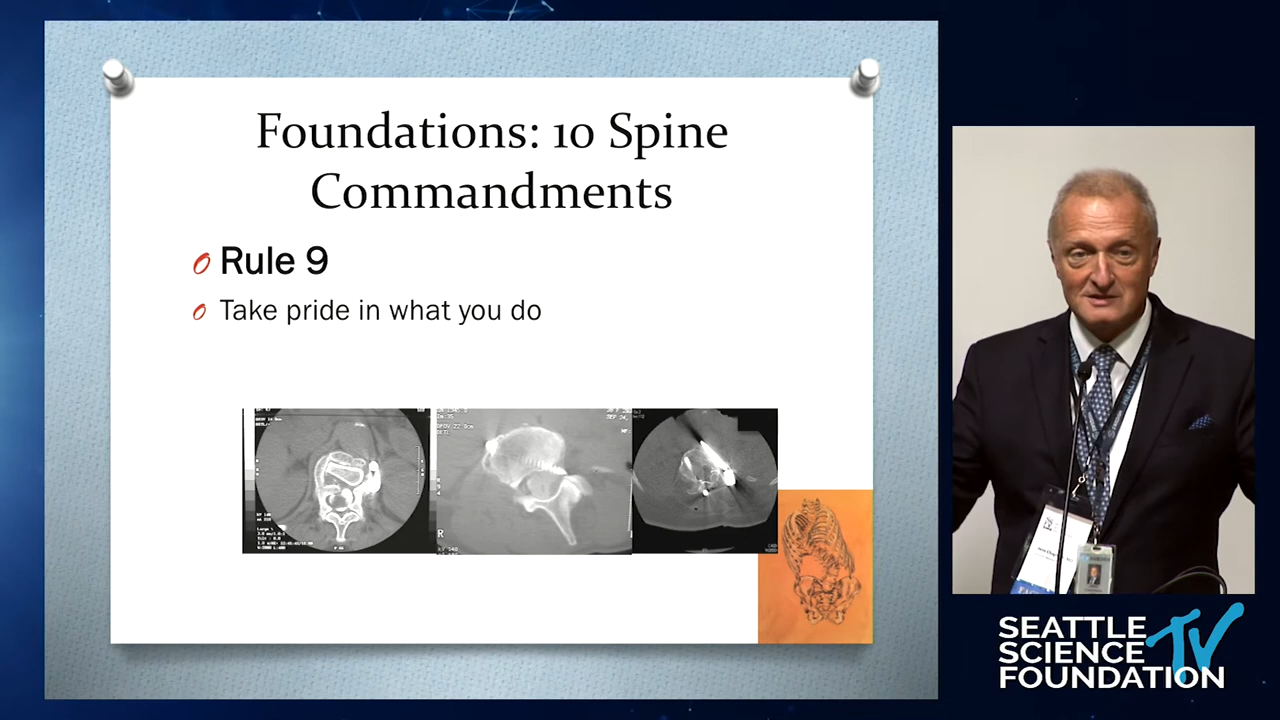 Foundations: 10 Spine
Commandments
Rule 9
Take pride in what you do
R
SEATTLE
SCIENCE
FOUNDATION
TV